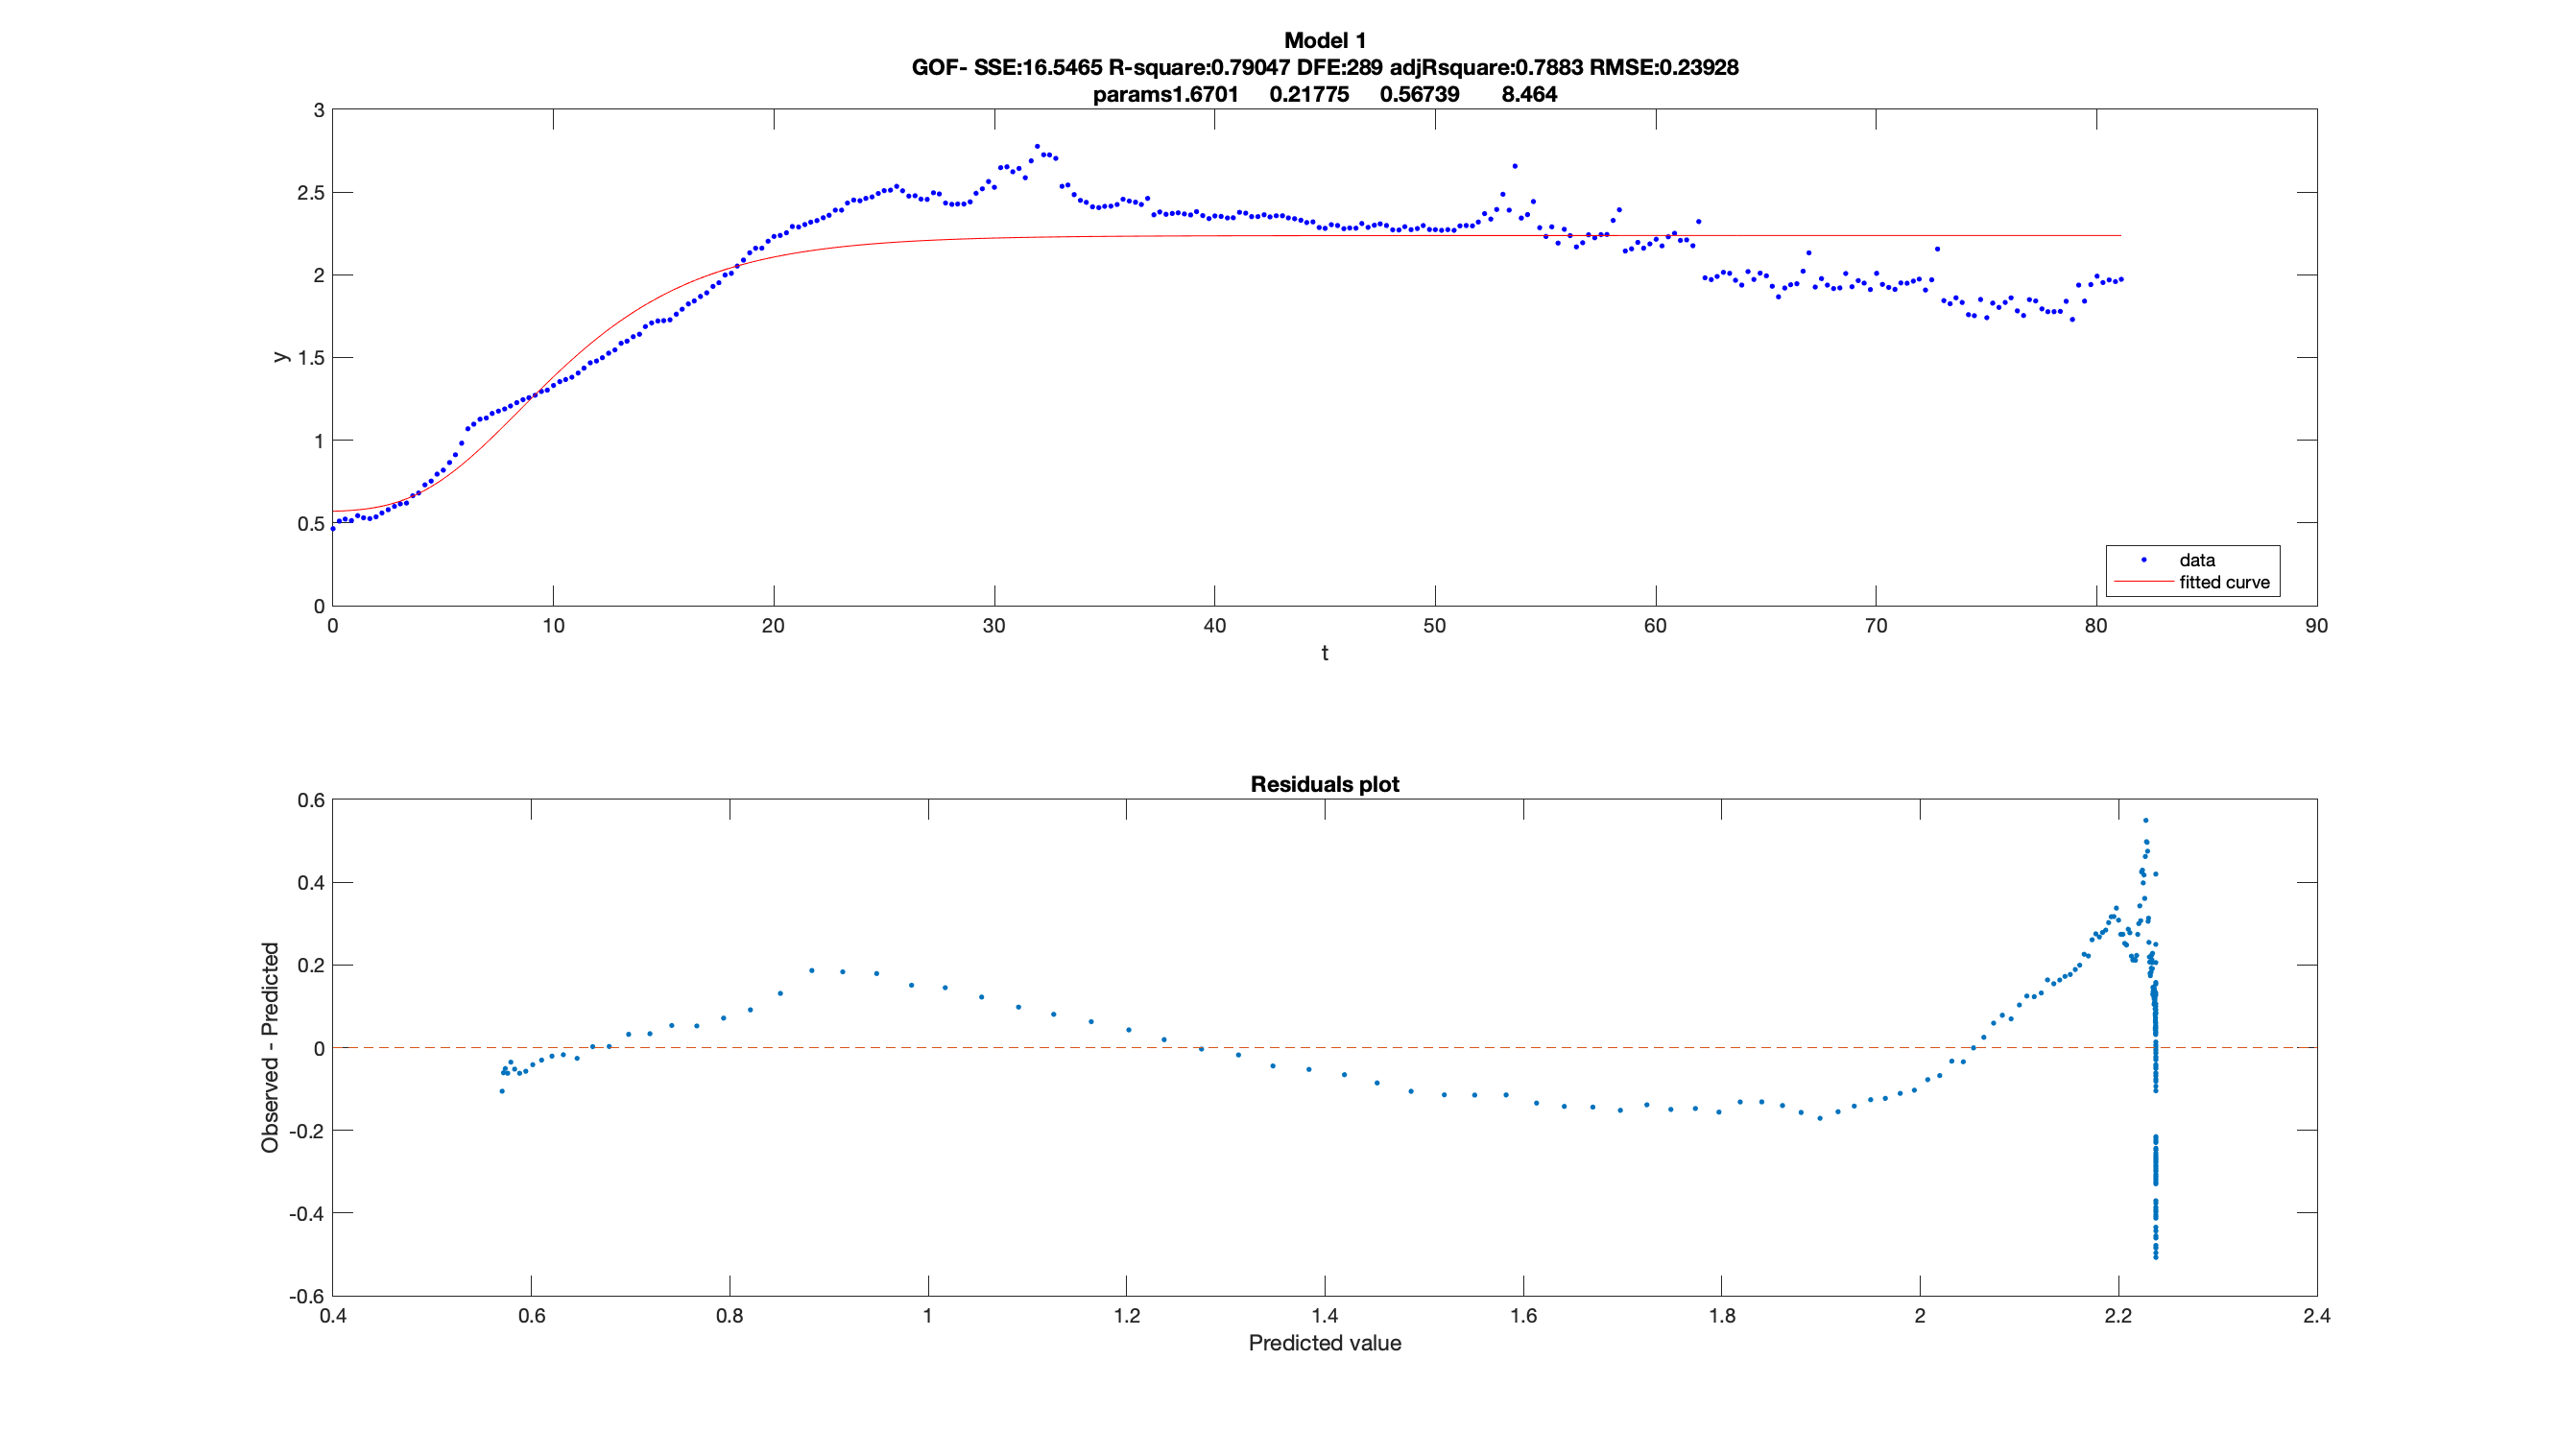 Model 1
GOF- SSE:16.5465 R-square:0.79047 DFE:289 adjRsquare:0.7883 RMSE:0.23928
params1.6701 0.21775 0.56739 8.464
3
2.5
2
1.5
1
0.5
0
y
0 10 20 30 40 50 60 70 80 90
t
data
fitted curve
Residuals plot
0.6
0.4
0.2
0
-0.2
-0.4
-0.6
Observed - Predicted
0.4 0.6 0.8 1 1.2 1.4 1.6 1.8 2 2.2 2.4
Predicted value